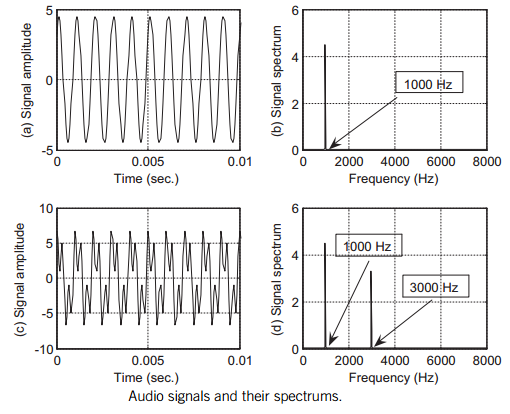 (a) Signal amplitude
5
0
-5
0
0.005
0.01
Time (sec.)
(b) Signal spectrum
6
4
2
0
1000 Hz
0
2000
4000
6000
8000
Frequency (Hz)
(c) Signal amplitude
10
5
0
-5
-10
0
0.005
0.01
Time (sec.)
(d) Signal spectrum
6
4
2
0
1000 Hz
3000 Hz
0
2000
4000
6000
8000
Frequency (Hz)
Audio signals and their spectrums.